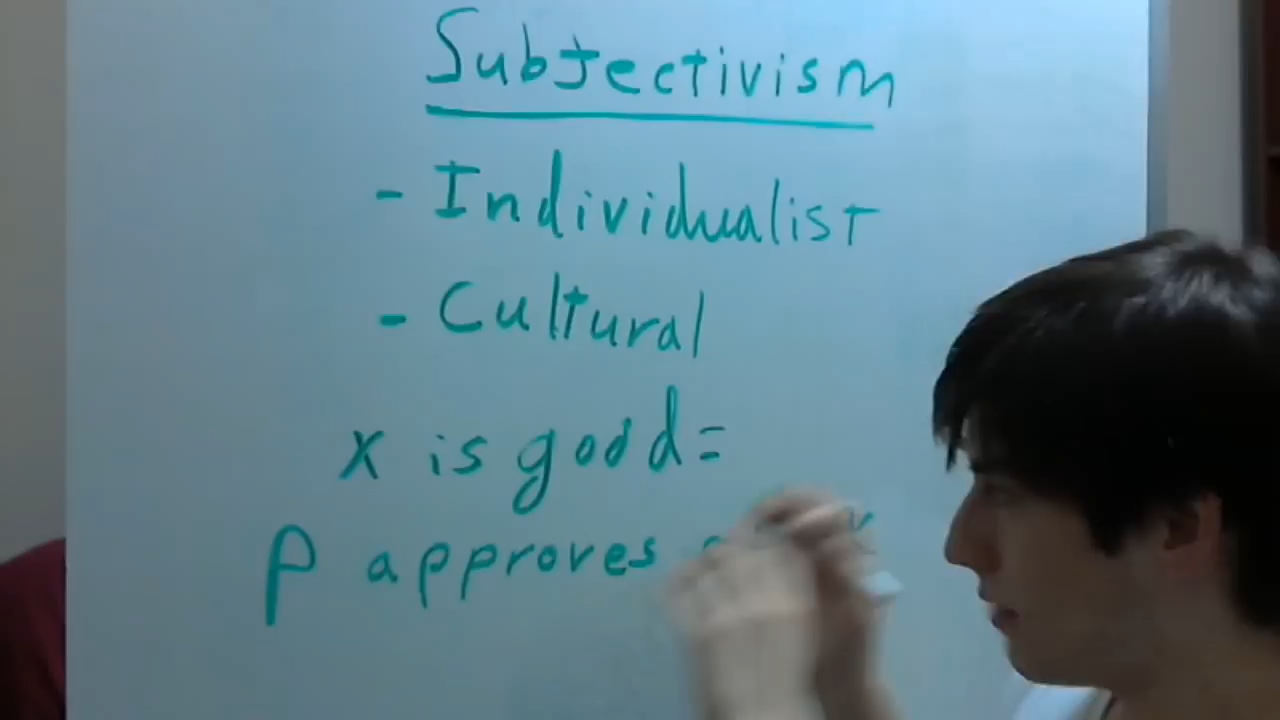 Subjectivism
- Individualist
- Cultural
x is good =
P approves x